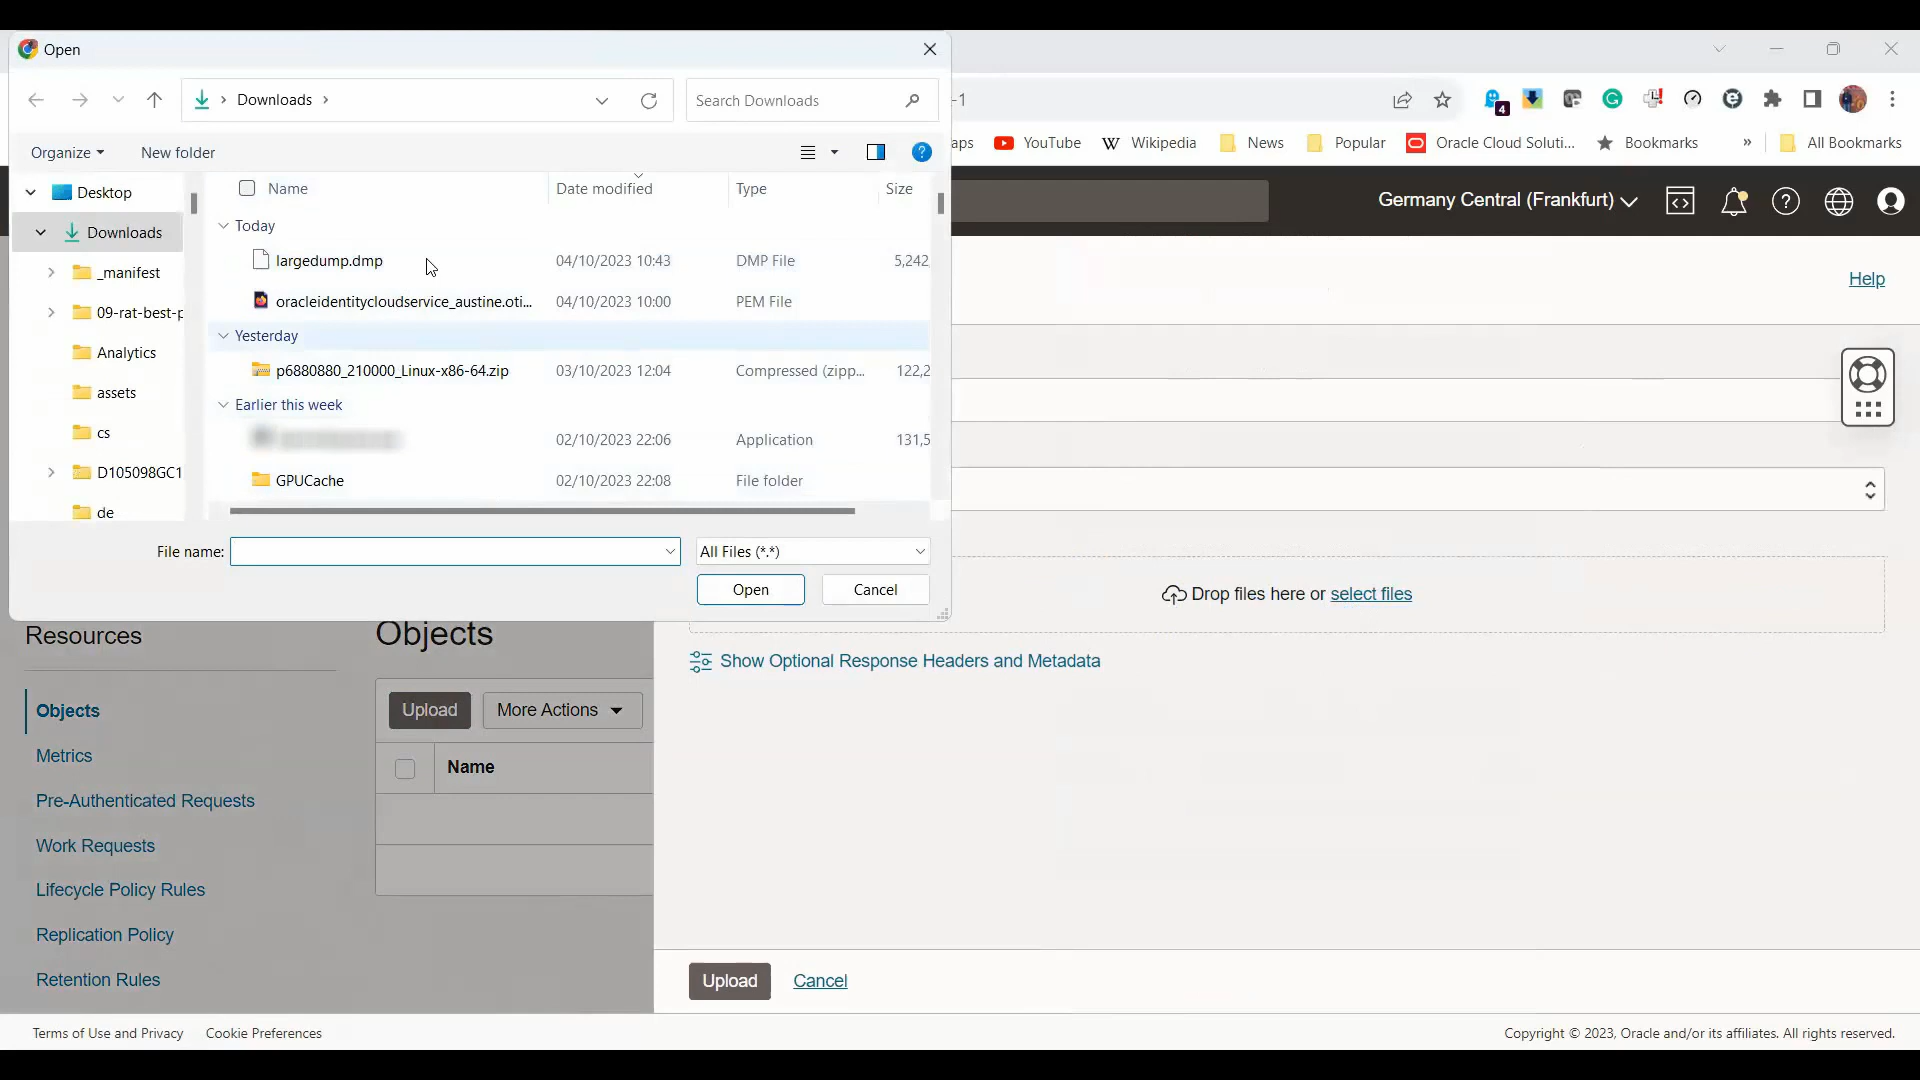 Open
Downloads
Search Downloads
-1
4
Organize
New folder
aps
YouTube
Wikipedia
News
Popular
Oracle Cloud Soluti...
Bookmarks
»
All Bookmarks
Desktop
Downloads
_manifest
09-rat-best-p
Analytics
assets
cs
D105098GC1
de
Name
Date modified
Type
Size
Today
largedump.dmp
04/10/2023 10:43
DMP File
5,242
oracleidentitycloudservice_austine.oti...
04/10/2023 10:00
PEM File
Yesterday
p6880880_210000_Linux-x86-64.zip
03/10/2023 12:04
Compressed (zipp...
122,2
Earlier this week
02/10/2023 22:06
Application
131,5
GPUCache
02/10/2023 22:08
File folder
File name:
All Files (*.*)
Open
Cancel
Germany Central (Frankfurt)
Help
Drop files here or select files
Show Optional Response Headers and Metadata
Resources
Objects
Metrics
Pre-Authenticated Requests
Work Requests
Lifecycle Policy Rules
Replication Policy
Retention Rules
Objects
Upload
More Actions
Name
Upload
Cancel
Terms of Use and Privacy
Cookie Preferences
Copyright © 2023, Oracle and/or its affiliates. All rights reserved.